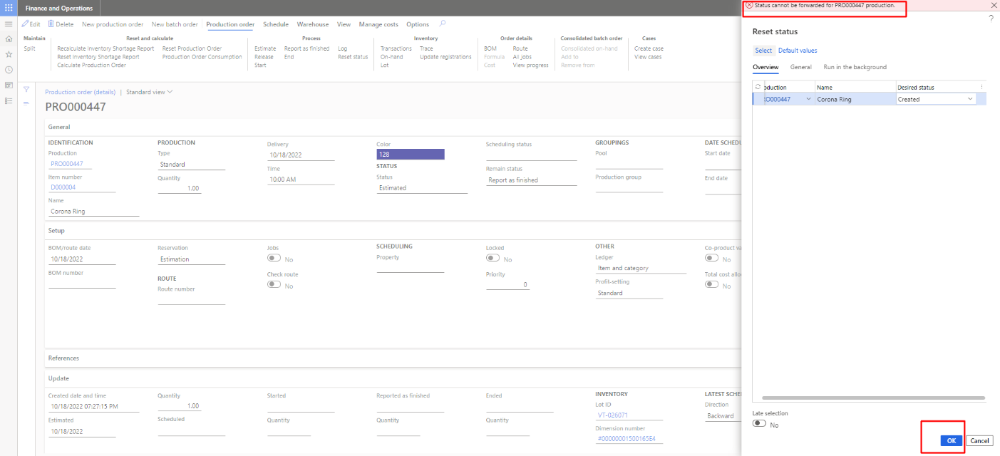 Finance and Operations
Status cannot be forwarded for PRO000447 production.
Edit Delete New production order New batch order Production order Schedule Warehouse View Manage costs Options
Maintain Reset and calculate Process Inventory Order details Consolidated batch order Cases
Split Recalculate Inventory Shortage Report Reset Production Order Estimate Report as finished Log Transactions Trace BOM Route Consolidated on-hand Create case
Reset Inventory Shortage Report Production Order Consumption Release End Reset status On-hand Update registrations Formula All jobs Add to View cases
Calculate Production Order Start Lot Cost View progress Remove from
Production order (details) | Standard view
PRO000447
General
IDENTIFICATION
Production
PRO000447
Item number
D000004
Name
Corona Ring
PRODUCTION
Type
Standard
Quantity
1.00
Delivery
10/18/2022
Time
10:00 AM
Color
128
STATUS
Status
Estimated
Scheduling status
Remain status
Report as finished
GROUPINGS
Pool
Production group
DATE SCHEDU
Start date
End date
Setup
BOM/route date
10/18/2022
BOM number
Reservation
Estimation
ROUTE
Route number
Jobs
No
Check route
No
SCHEDULING
Property
Locked
No
Priority
0
OTHER
Ledger
Item and category
Profit-setting
Standard
Co-product va
No
Total cost allo
No
References
Update
Created date and time
10/18/2022 07:27:15 PM
Estimated
10/18/2022
Quantity
1.00
Scheduled
Started
Quantity
Reported as finished
Quantity
Ended
Quantity
INVENTORY
Lot ID
VT-026071
Dimension number
#00000001500165E4
LATEST SCHE
Direction
Backward
?
Reset status
Select Default values
Overview General Run in the background
oduction Name Desired status
RO000447 Corona Ring Created
Late selection
No
OK Cancel